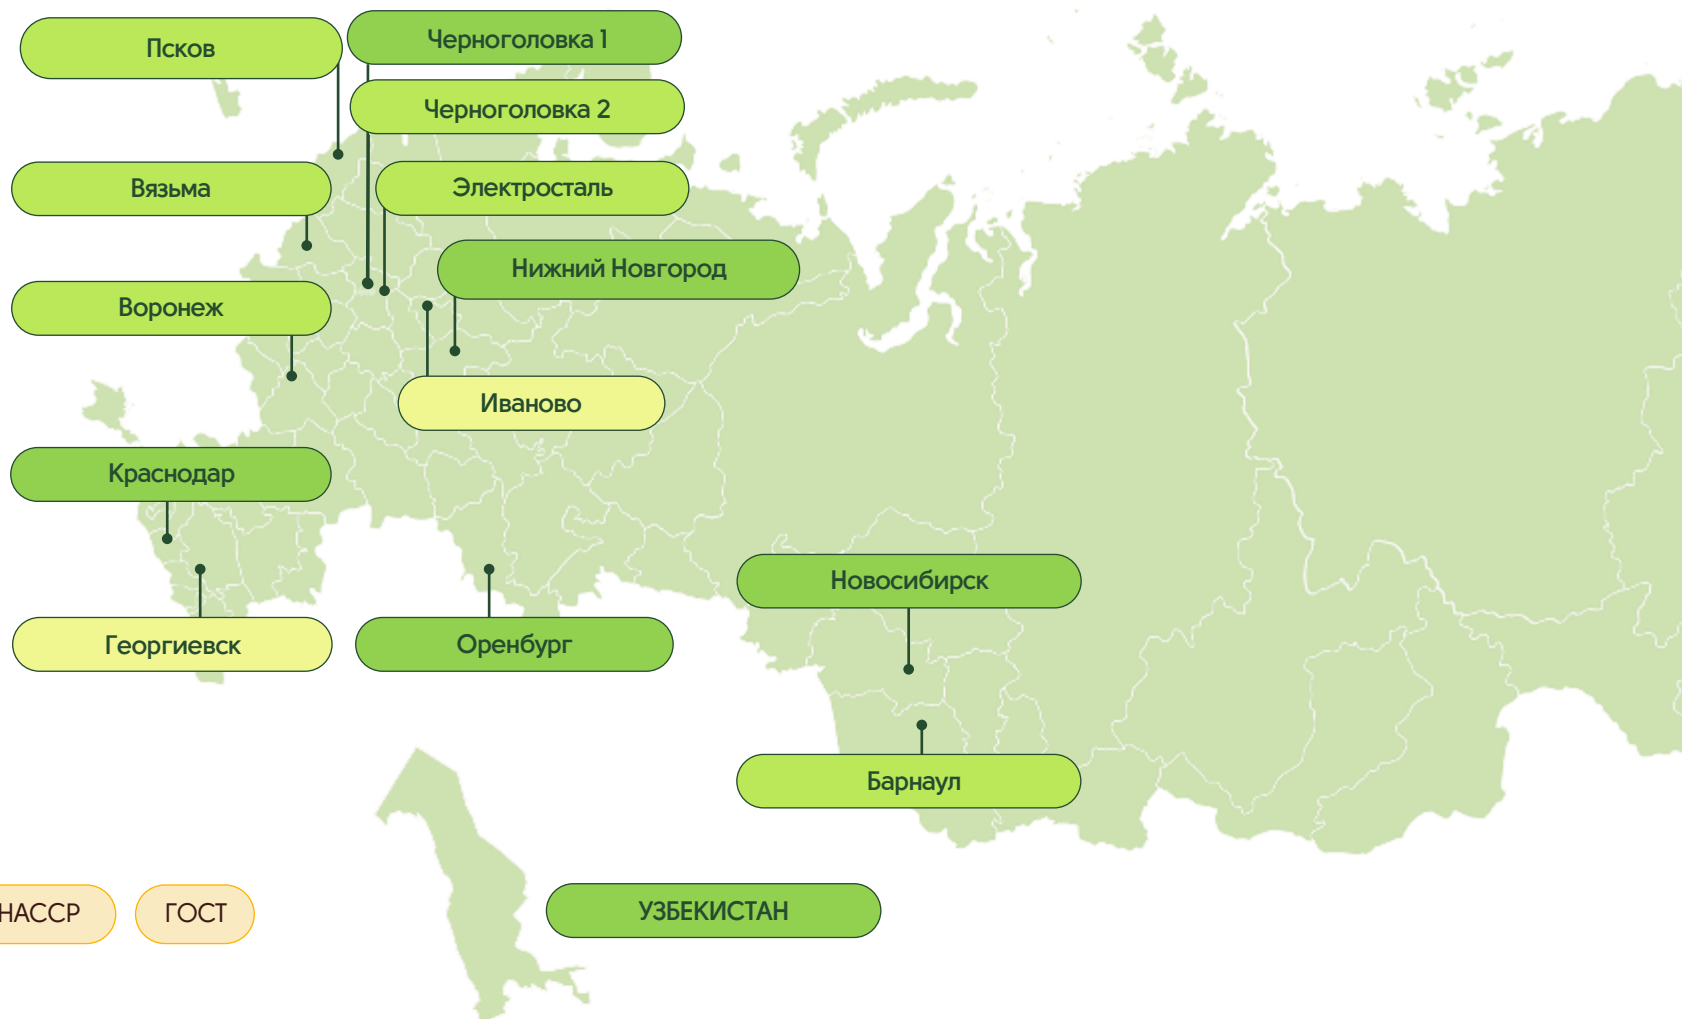 Псков
Черноголовка 1
Черноголовка 2
Вязьма
Электросталь
Нижний Новгород
Воронеж
Иваново
Краснодар
Новосибирск
Георгиевск
Оренбург
Барнаул
НАССР
ГОСТ
УЗБЕКИСТАН